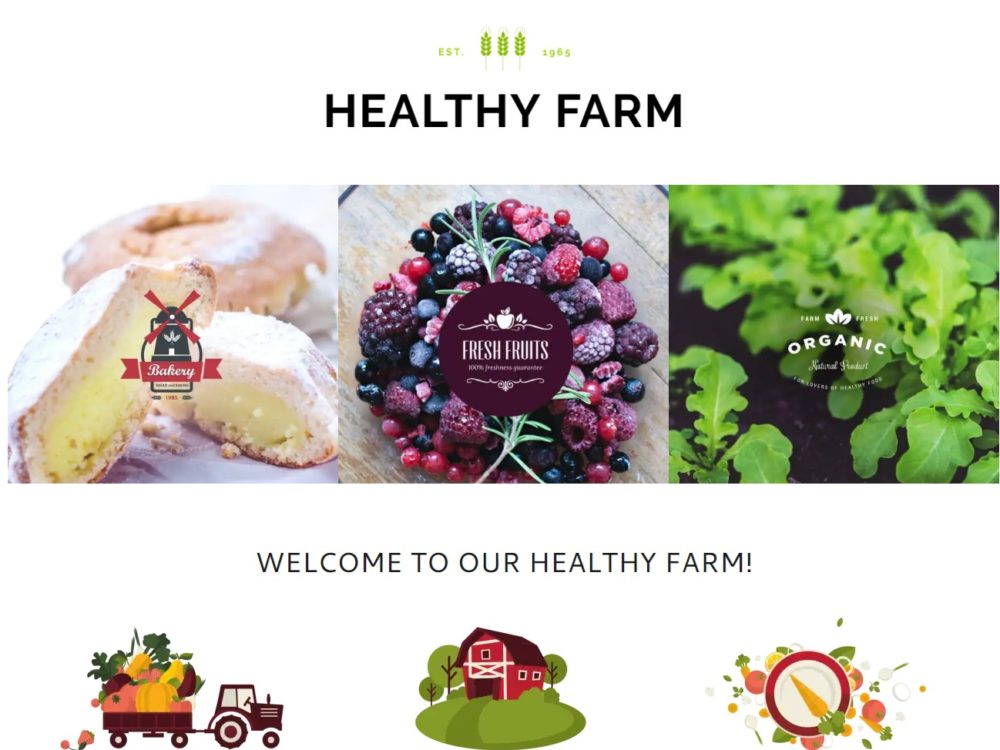 EST. 1965
HEALTHY FARM
Bakery
BREAD and BAKING
1985
FRESH FRUITS
100% freshness guarantee
FARM FRESH
ORGANIC
Natural Product
FOR LOVERS OF HEALTHY FOOD
WELCOME TO OUR HEALTHY FARM!